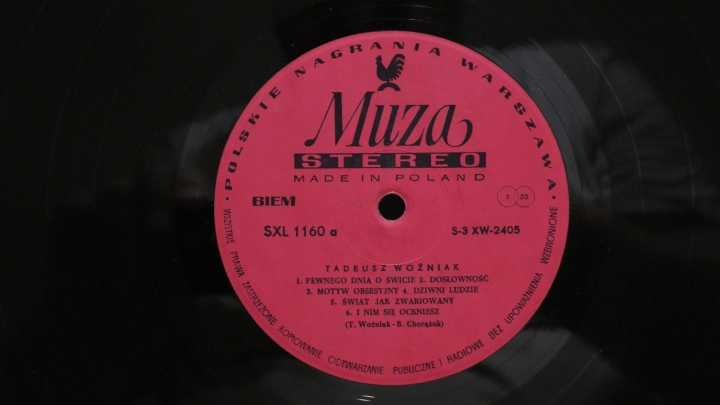 • POLSKIE NAGRANIA WARSZAWA •
Muza
STEREO
MADE IN POLAND
BIEM
33
SXL 1160 a
S-3 XW-2405
TADEUSZ WOŹNIAK
1. PEWNEGO DNIA O ŚWICIE 2. DOSŁOWNOŚĆ
3. MOTYW OBSESYJNY 4. DZIWNI LUDZIE
5. ŚWIAT JAK ZWARIOWANY
6. I NIM SIĘ OCKNIESZ
(T. Woźniak - B. Chorążuk)
WSZELKIE PRAWA ZASTRZEŻONE KOPIOWANIE ODTWARZANIE PUBLICZNE I RADIOWE BEZ UPOWAŻNIENIA WZBRONIONE